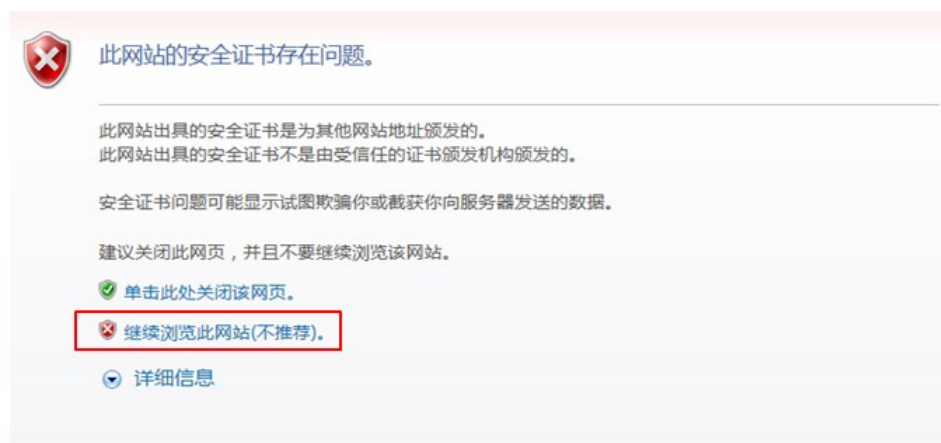 此网站的安全证书存在问题。
此网站出具的安全证书是为其他网站地址颁发的。
此网站出具的安全证书不是由受信任的证书颁发机构颁发的。
安全证书问题可能显示试图欺骗你或截获你向服务器发送的数据。
建议关闭此网页，并且不要继续浏览该网站。
单击此处关闭该网页。
继续浏览此网站(不推荐)。
详细信息